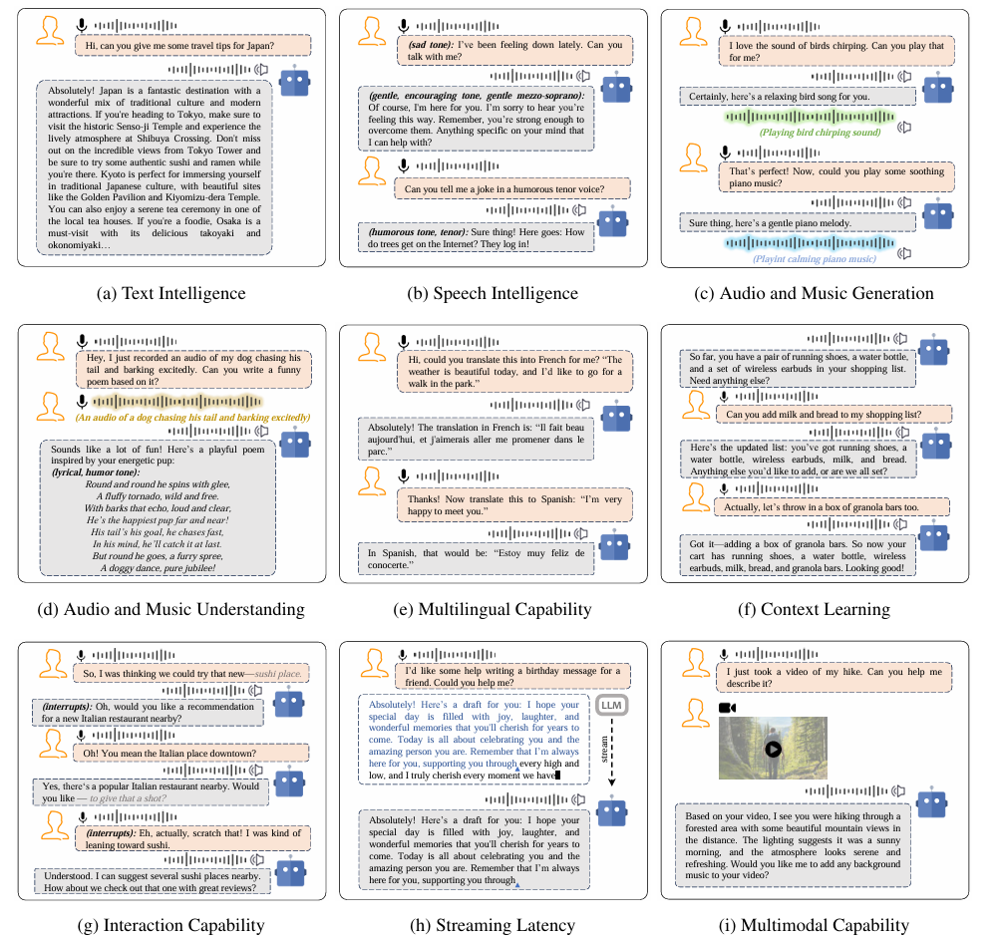 Hi, can you give me some travel tips for Japan?
Absolutely! Japan is a fantastic destination with a
wonderful mix of traditional culture and modern
attractions. If you're heading to Tokyo, make sure to
visit the historic Senso-ji Temple and experience the
lively atmosphere at Shibuya Crossing. Don't miss
out on the incredible views from Tokyo Tower and
be sure to try some authentic sushi and ramen while
you're there. Kyoto is perfect for immersing yourself
in traditional Japanese culture, with beautiful sites
like the Golden Pavilion and Kiyomizu-dera Temple.
You can also enjoy a serene tea ceremony in one of
the local tea houses. If you're a foodie, Osaka is a
must-visit with its delicious takoyaki and
okonomiyaki…
(a) Text Intelligence
(sad tone): I've been feeling down lately. Can you
talk with me?
(gentle, encouraging tone, gentle mezzo-soprano):
Of course, I'm here for you. I'm sorry to hear you're
feeling this way. Remember, you're strong enough to
overcome them. Anything specific on your mind that
I can help with?
Can you tell me a joke in a humorous tenor voice?
(humorous tone, tenor): Sure thing! Here goes: How
do trees get on the Internet? They log in!
(b) Speech Intelligence
I love the sound of birds chirping. Can you play that
for me?
Certainly, here's a relaxing bird song for you.
(Playing bird chirping sound)
That's perfect! Now, could you play some soothing
piano music?
Sure thing, here's a gentle piano melody.
(Playint calming piano music)
(c) Audio and Music Generation
Hey, I just recorded an audio of my dog chasing his
tail and barking excitedly. Can you write a funny
poem based on it?
(An audio of a dog chasing his tail and barking excitedly)
Sounds like a lot of fun! Here's a playful poem
inspired by your energetic pup:
(lyrical, humor tone):
Round and round he spins with glee,
A fluffy tornado, wild and free.
With barks that echo, loud and clear,
He's the happiest pup far and near!
His tail's his goal, he chases fast,
In his mind, he'll catch it at last.
But round he goes, a furry spree,
A doggy dance, pure jubilee!
(d) Audio and Music Understanding
Hi, could you translate this into French for me? “The
weather is beautiful today, and I'd like to go for a
walk in the park.”
Absolutely! The translation in French is: “Il fait beau
aujourd'hui, et j'aimerais aller me promener dans le
parc.”
Thanks! Now translate this to Spanish: “I'm very
happy to meet you.”
In Spanish, that would be: “Estoy muy feliz de
conocerte.”
(e) Multilingual Capability
So far, you have a pair of running shoes, a water bottle,
and a set of wireless earbuds in your shopping list.
Need anything else?
Can you add milk and bread to my shopping list?
Here's the updated list: you've got running shoes, a
water bottle, wireless earbuds, milk, and bread.
Anything else you'd like to add, or are we all set?
Actually, let's throw in a box of granola bars too.
Got it—adding a box of granola bars. So now your
cart has running shoes, a water bottle, wireless
earbuds, milk, bread, and granola bars. Looking good!
(f) Context Learning
So, I was thinking we could try that new—sushi place.
(interrupts): Oh, would you like a recommendation
for a new Italian restaurant nearby?
Oh! You mean the Italian place downtown?
Yes, there's a popular Italian restaurant nearby. Would
you like — to give that a shot?
(interrupts): Eh, actually, scratch that! I was kind of
leaning toward sushi.
Understood. I can suggest several sushi places nearby.
How about we check out that one with great reviews?
(g) Interaction Capability
I'd like some help writing a birthday message for a
friend. Could you help me?
Absolutely! Here's a draft for you: I hope your
special day is filled with joy, laughter, and
wonderful memories that you'll cherish for years to
come. Today is all about celebrating you and the
amazing person you are. Remember that I'm always
here for you, supporting you through every high and
low, and I truly cherish every moment we have
LLM
stream
Absolutely! Here's a draft for you: I hope your
special day is filled with joy, laughter, and
wonderful memories that you'll cherish for years to
come. Today is all about celebrating you and the
amazing person you are. Remember that I'm always
here for you, supporting you through
(h) Streaming Latency
I just took a video of my hike. Can you help me
describe it?
Based on your video, I see you were hiking through a
forested area with some beautiful mountain views in
the distance. The lighting suggests it was a sunny
morning, and the atmosphere looks serene and
refreshing. Would you like me to add any background
music to your video?
(i) Multimodal Capability